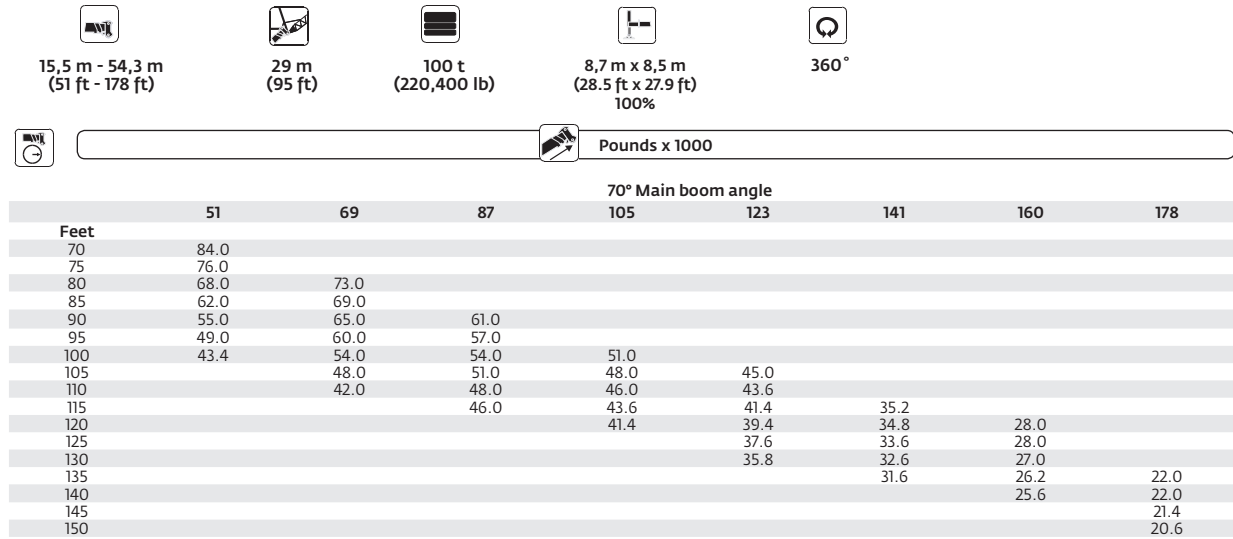 15,5 m - 54,3 m 29 m 100 t 8,7 m x 8,5 m 360°
(51 ft - 178 ft) (95 ft) (220,400 lb) (28.5 ft x 27.9 ft)
100%
Pounds x 1000
70° Main boom angle
51 69 87 105 123 141 160 178
Feet
70 84.0
75 76.0
80 68.0 73.0
85 62.0 69.0
90 55.0 65.0 61.0
95 49.0 60.0 57.0
100 43.4 54.0 54.0 51.0
105 48.0 51.0 48.0 45.0
110 42.0 48.0 46.0 43.6
115 46.0 43.6 41.4 35.2
120 41.4 39.4 34.8 28.0
125 37.6 33.6 28.0
130 35.8 32.6 27.0
135 31.6 26.2 22.0
140 25.6 22.0
145 21.4
150 20.6